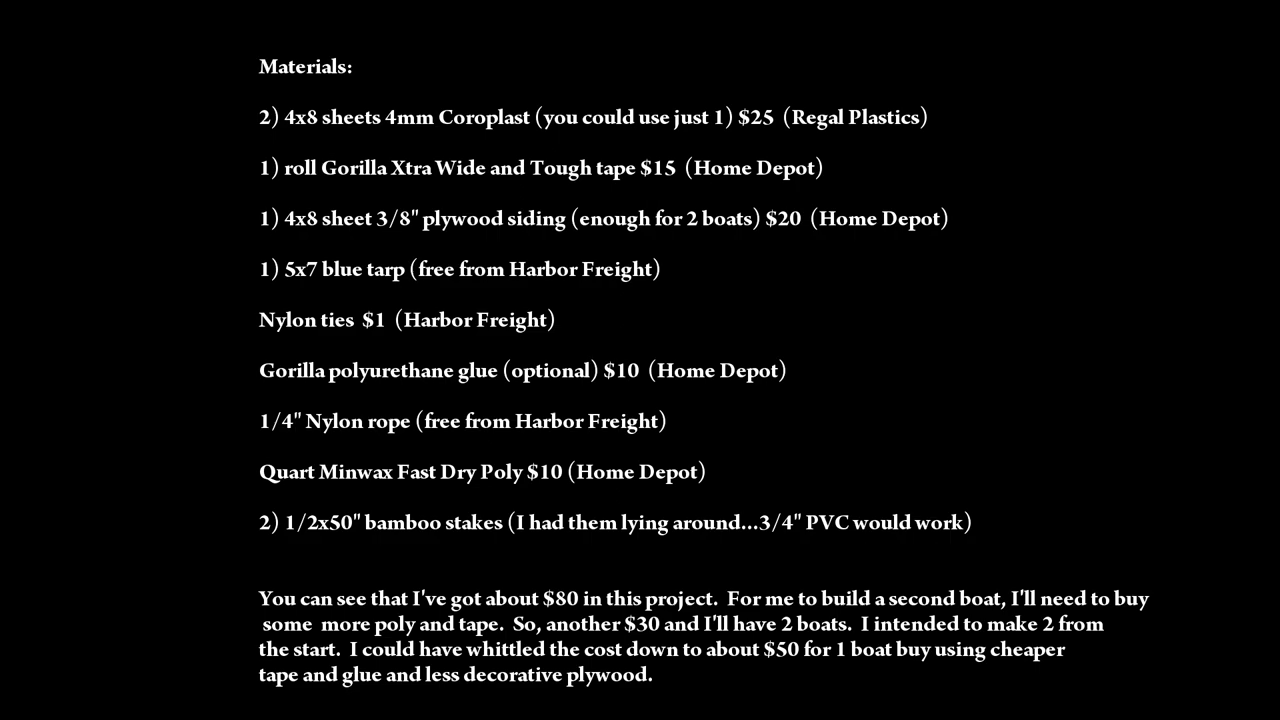 Materials:
2) 4x8 sheets 4mm Coroplast (you could use just 1) $25 (Regal Plastics)
1) roll Gorilla Xtra Wide and Tough tape $15 (Home Depot)
1) 4x8 sheet 3/8" plywood siding (enough for 2 boats) $20 (Home Depot)
1) 5x7 blue tarp (free from Harbor Freight)
Nylon ties $1 (Harbor Freight)
Gorilla polyurethane glue (optional) $10 (Home Depot)
1/4" Nylon rope (free from Harbor Freight)
Quart Minwax Fast Dry Poly $10 (Home Depot)
2) 1/2x50" bamboo stakes (I had them lying around...3/4" PVC would work)
You can see that I've got about $80 in this project. For me to build a second boat, I'll need to buy
some more poly and tape. So, another $30 and I'll have 2 boats. I intended to make 2 from
the start. I could have whittled the cost down to about $50 for 1 boat buy using cheaper
tape and glue and less decorative plywood.